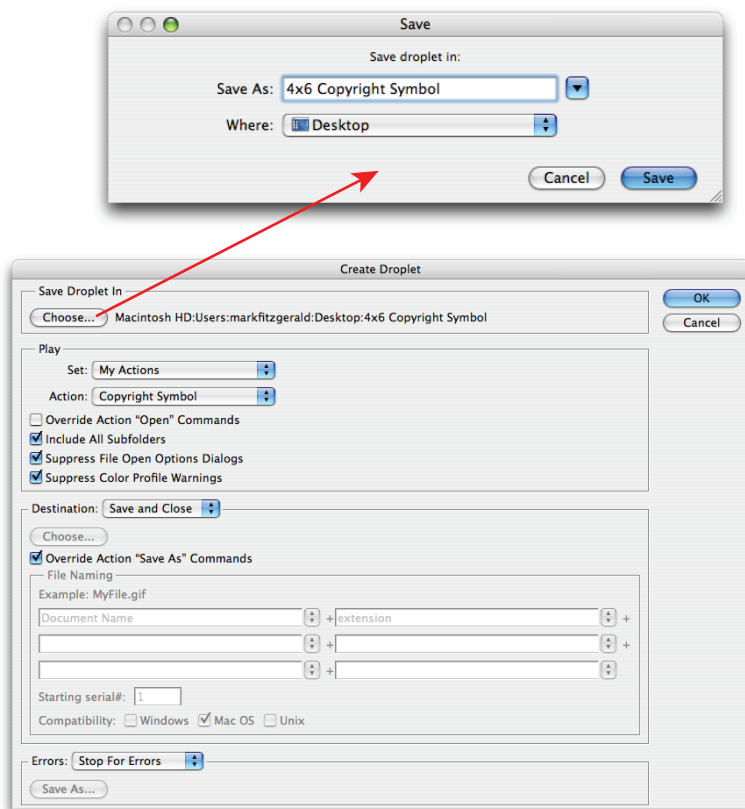 Save
Save droplet in:
Save As: 4x6 Copyright Symbol
Where: Desktop
Cancel Save
Create Droplet
Save Droplet In
Choose... Macintosh HD:Users:markfitzgerald:Desktop:4x6 Copyright Symbol
OK
Cancel
Play
Set: My Actions
Action: Copyright Symbol
Override Action “Open” Commands
Include All Subfolders
Suppress File Open Options Dialogs
Suppress Color Profile Warnings
Destination: Save and Close
Choose...
Override Action “Save As” Commands
File Naming
Example: MyFile.gif
Document Name + extension +
+ +
+
Starting serial#: 1
Compatibility: Windows Mac OS Unix
Errors: Stop For Errors
Save As...